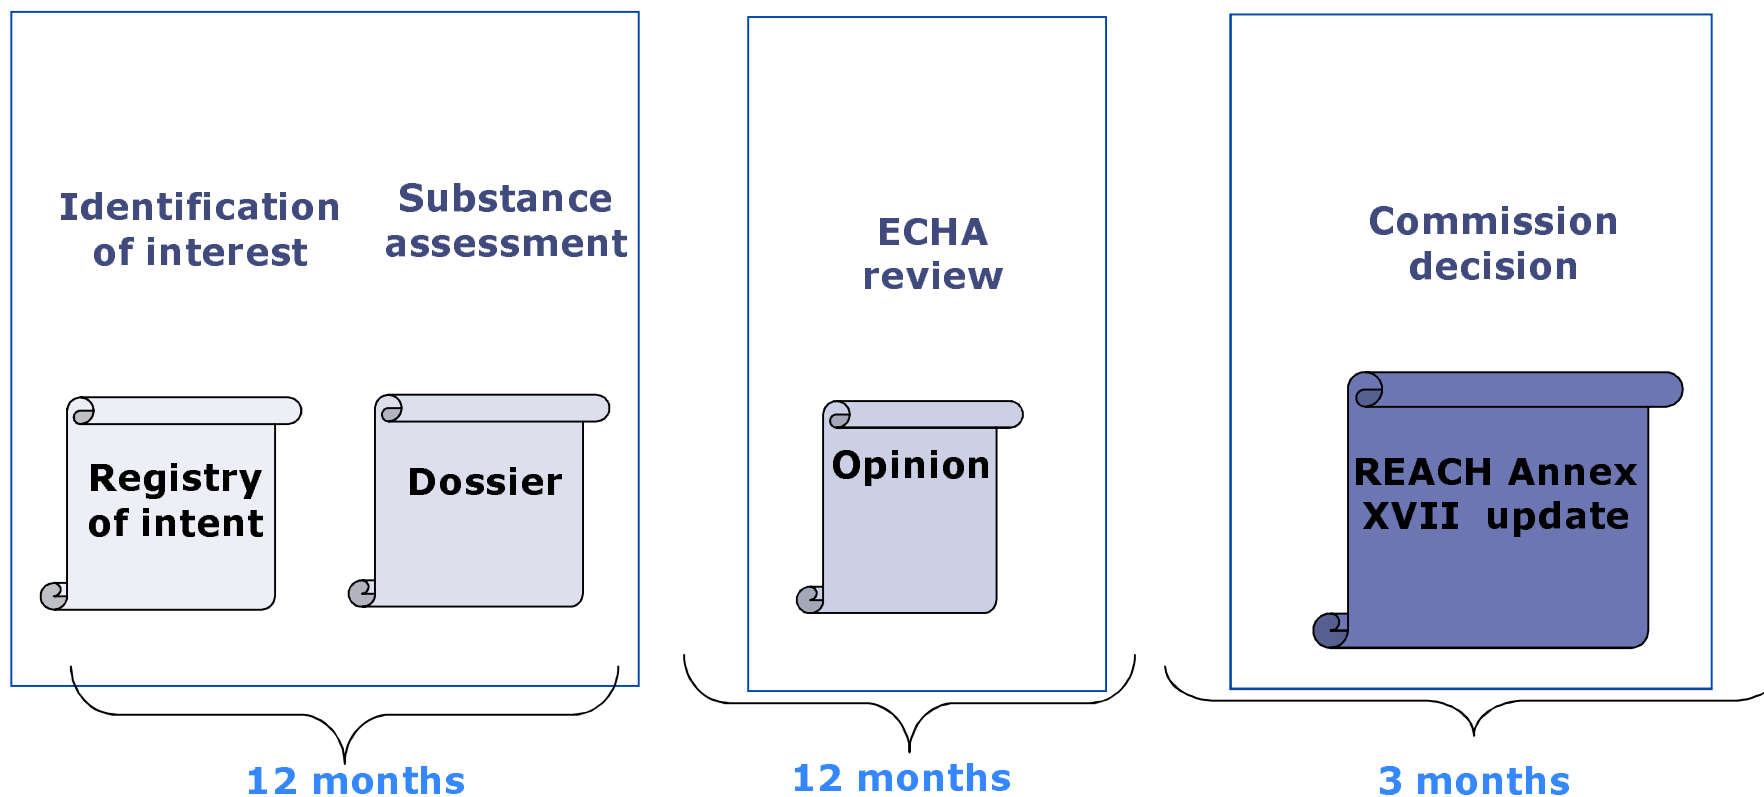 Identification
of interest
Substance
assessment
Registry
of intent
Dossier
12 months
ECHA
review
Opinion
12 months
Commission
decision
REACH Annex
XVII update
3 months